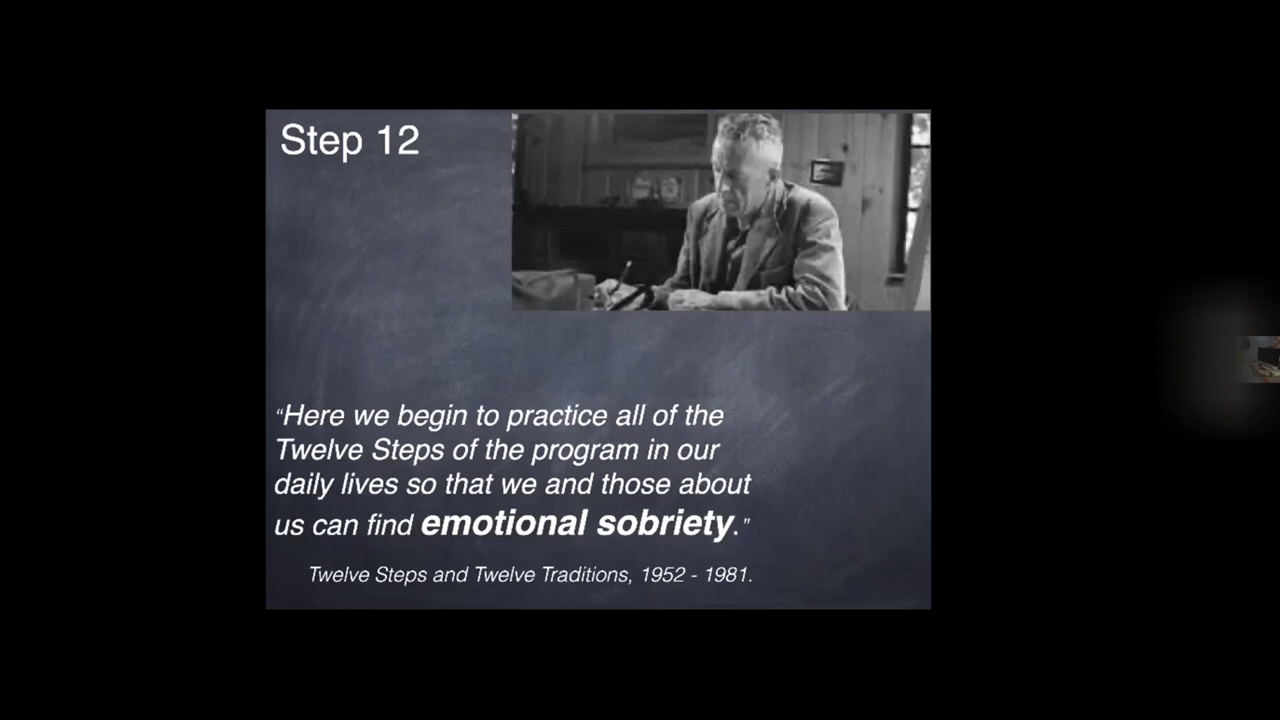 Step 12
“Here we begin to practice all of the
Twelve Steps of the program in our
daily lives so that we and those about
us can find emotional sobriety.”
Twelve Steps and Twelve Traditions, 1952 - 1981.